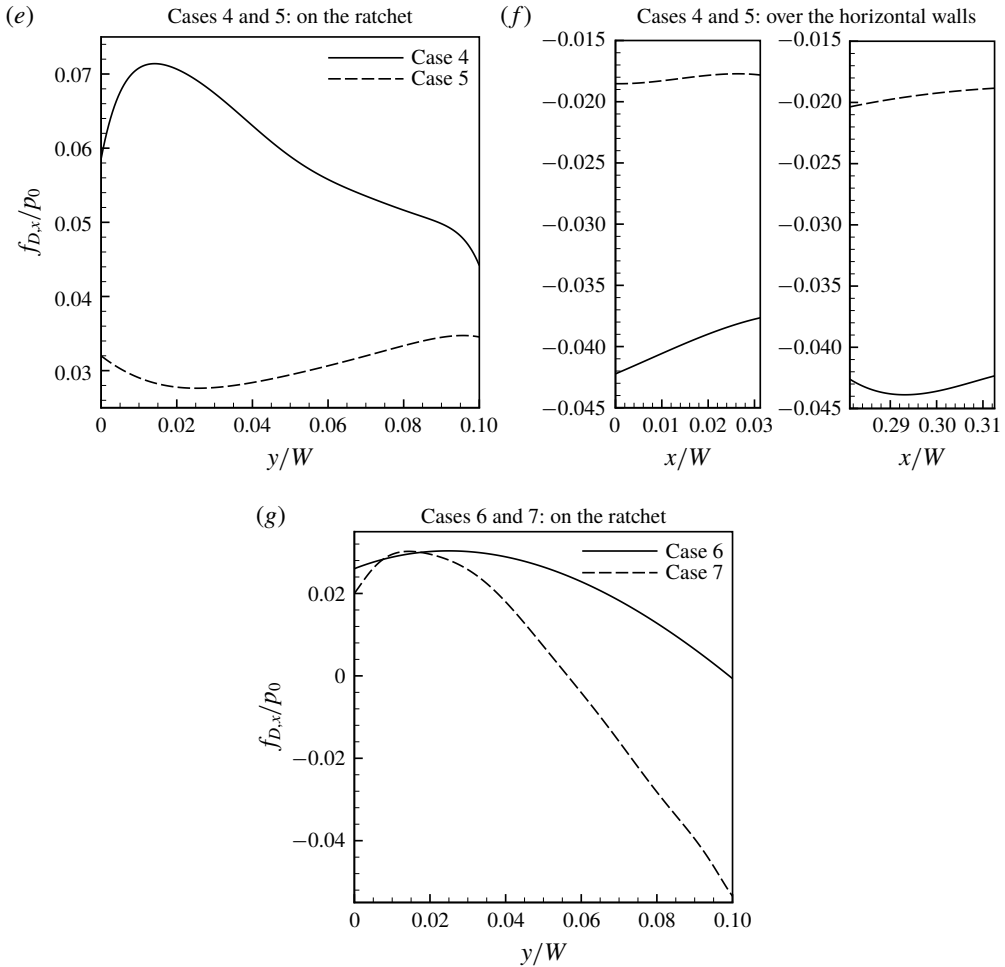 (e)
Cases 4 and 5: on the ratchet
Case 4
Case 5
0.07
0.06
0.05
0.04
0.03
f_{D,x}/p_0
0 0.02 0.04 0.06 0.08 0.10
y/W
(f)
Cases 4 and 5: over the horizontal walls
−0.015
−0.020
−0.025
−0.030
−0.035
−0.040
−0.045
0 0.01 0.02 0.03
x/W
−0.015
−0.020
−0.025
−0.030
−0.035
−0.040
−0.045
0.29 0.30 0.31
x/W
(g)
Cases 6 and 7: on the ratchet
Case 6
Case 7
0.02
0
−0.02
−0.04
f_{D,x}/p_0
0 0.02 0.04 0.06 0.08 0.10
y/W